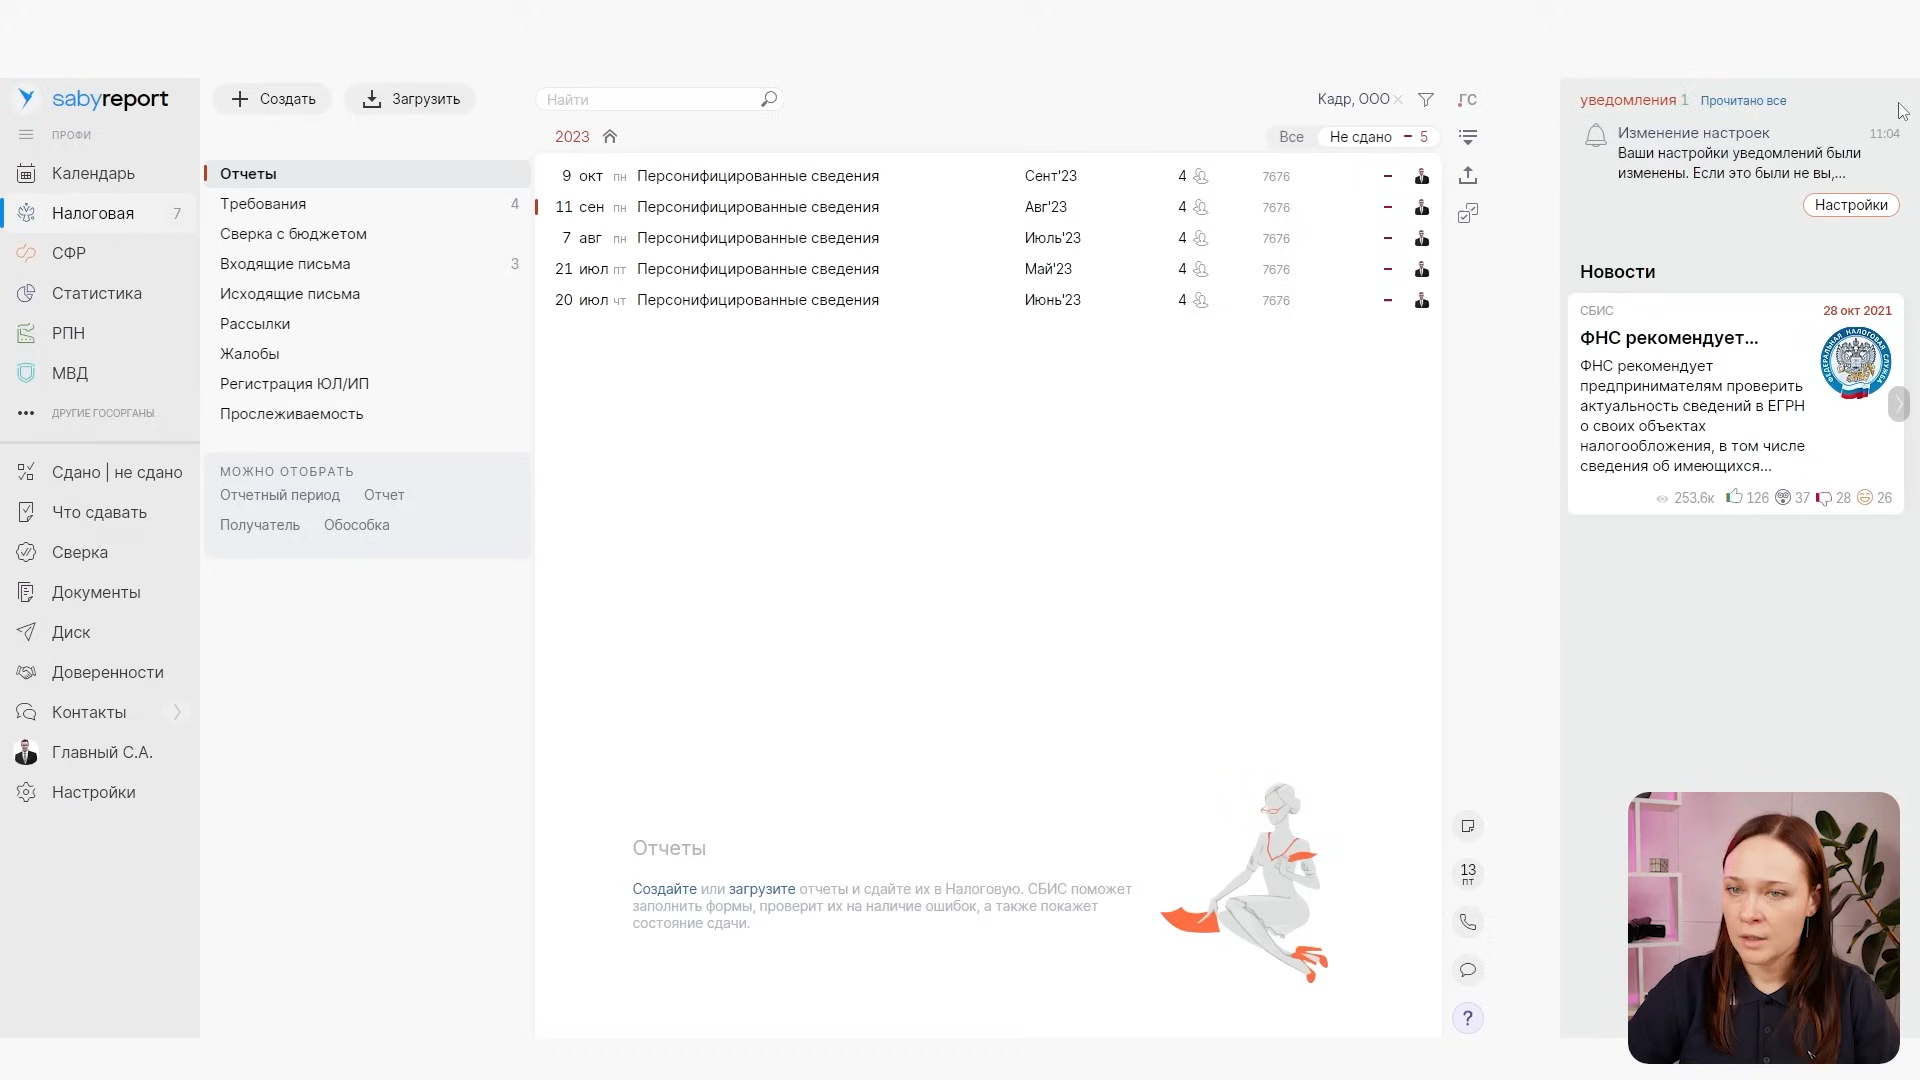 sabyreport
ПРОФИ
Календарь
Налоговая 7
СФР
Статистика
РПН
МВД
ДРУГИЕ ГОСОРГАНЫ
Сдано | не сдано
Что сдавать
Сверка
Документы
Диск
Доверенности
Контакты
Главный С.А.
Настройки
Создать
Загрузить
Отчеты
Требования 4
Сверка с бюджетом
Входящие письма 3
Исходящие письма
Рассылки
Жалобы
Регистрация ЮЛ/ИП
Прослеживаемость
МОЖНО ОТОБРАТЬ
Отчетный период Отчет
Получатель Обособка
Найти
Кадр, ООО
2023
Все Не сдано 5
9 окт пн Персонифицированные сведения Сент'23 4 7676
11 сен пн Персонифицированные сведения Авг'23 4 7676
7 авг пн Персонифицированные сведения Июль'23 4 7676
21 июл пт Персонифицированные сведения Май'23 4 7676
20 июл чт Персонифицированные сведения Июнь'23 4 7676
Отчеты
Создайте или загрузите отчеты и сдайте их в Налоговую. СБИС поможет
заполнить формы, проверит их на наличие ошибок, а также покажет
состояние сдачи.
ГС
13
пт
?
уведомления 1 Прочитано все
Изменение настроек 11:04
Ваши настройки уведомлений были
изменены. Если это были не вы,...
Настройки
Новости
СБИС 28 окт 2021
ФНС рекомендует...
ФНС рекомендует
предпринимателям проверить
актуальность сведений в ЕГРН
о своих объектах
налогообложения, в том числе
сведения об имеющихся...
253.6к 126 37 28 26